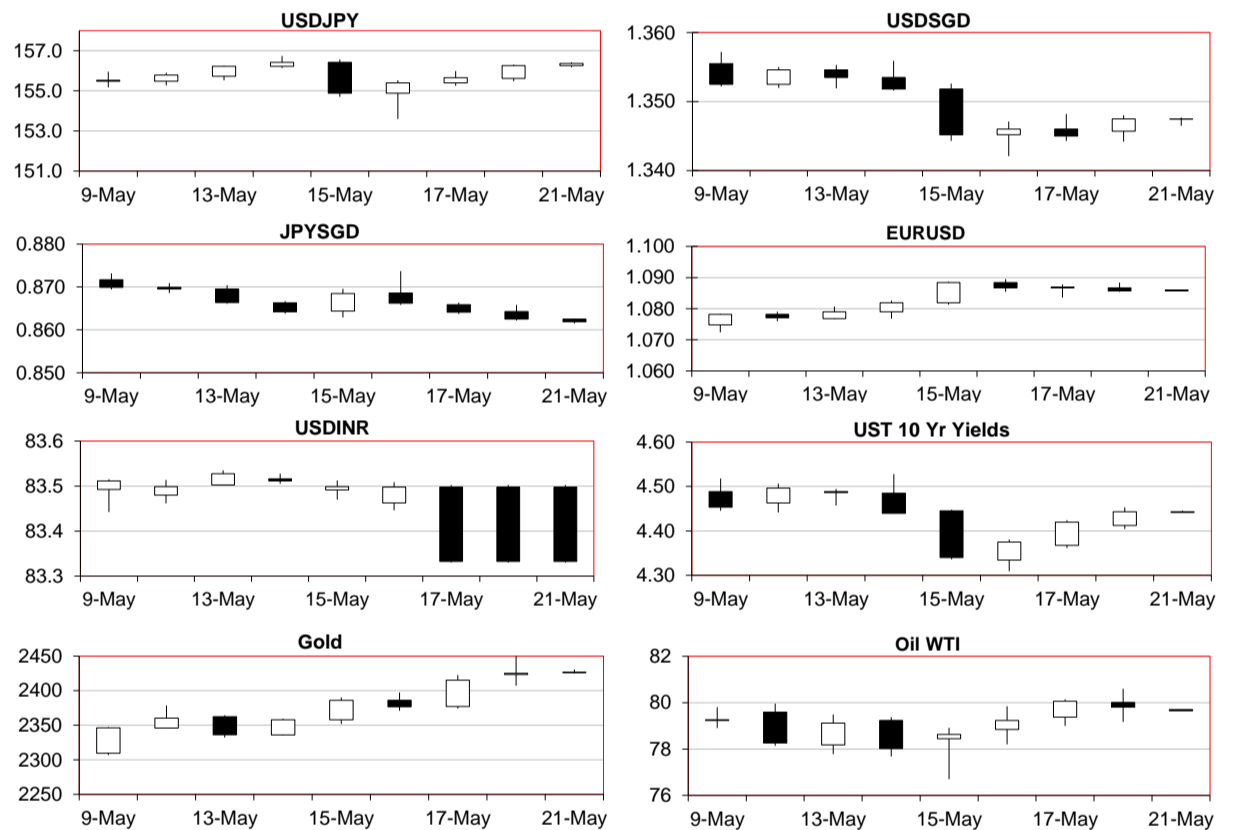 USDJPY
157.0
155.0
153.0
151.0
9-May 13-May 15-May 17-May 21-May
USDSGD
1.360
1.350
1.340
9-May 13-May 15-May 17-May 21-May
JPYSGD
0.880
0.870
0.860
0.850
9-May 13-May 15-May 17-May 21-May
EURUSD
1.100
1.090
1.080
1.070
1.060
9-May 13-May 15-May 17-May 21-May
USDINR
83.6
83.5
83.4
83.3
9-May 13-May 15-May 17-May 21-May
UST 10 Yr Yields
4.60
4.50
4.40
4.30
9-May 13-May 15-May 17-May 21-May
Gold
2450
2400
2350
2300
2250
9-May 13-May 15-May 17-May 21-May
Oil WTI
82
80
78
76
9-May 13-May 15-May 17-May 21-May